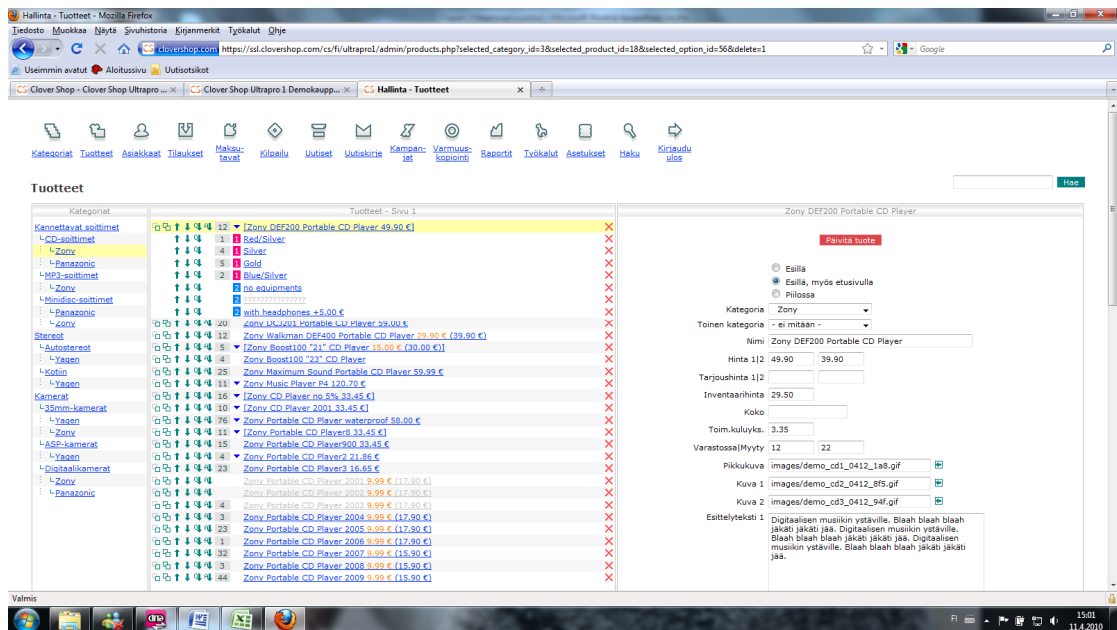 Hallinta - Tuotteet - Mozilla Firefox
Tiedosto Muokkaa Näytä Sivuhistoria Kirjanmerkit Työkalut Ohje
clovershop.com https://ssl.clovershop.com/cs/fi/ultrapro1/admin/products.php?selected_category_id=3&selected_product_id=18&selected_option_id=56&delete=1
Google
Useimmin avatut Aloitussivu Uutisotsikot
CS Clover Shop - Clover Shop Ultrapro ... CS Clover Shop Ultrapro 1 Demokaupp... CS Hallinta - Tuotteet
Kategoriat Tuotteet Asiakkaat Tilaukset Maksu-tavat Kilpailu Uutiset Uutiskirje Kampan-jat Varmuus-kopiointi Raportit Työkalut Asetukset Haku Kirjaudu ulos
Tuotteet
Hae
Kategoriat
Kannettavat soittimet
CD-soittimet
Zony
Panazonic
MP3-soittimet
Zony
Minidisc-soittimet
Panazonic
Zony
Stereot
Autostereot
Yagen
Kotiin
Yagen
Kamerat
35mm-kamerat
Yagen
Zony
ASP-kamerat
Yagen
Digitaalikamerat
Zony
Panazonic
Tuotteet - Sivu 1
12 [Zony DEF200 Portable CD Player 49.90 €]
1 1 Red/Silver
4 1 Silver
5 1 Gold
2 1 Blue/Silver
2 no equipments
2 ???????????????
2 with headphones +5.00 €
20 Zony DCJ201 Portable CD Player 59.00 €
12 Zony Walkman DEF400 Portable CD Player 29.90 € (39.90 €)
5 [Zony Boost100 "21" CD Player 15.00 € (30.00 €)]
4 Zony Boost100 "23" CD Player
25 Zony Maximum Sound Portable CD Player 59.99 €
11 Zony Music Player P4 120.70 €
16 [Zony CD Player no 5% 33.45 €]
10 [Zony CD Player 2001 33.45 €]
76 Zony Portable CD Player waterproof 58.00 €
11 [Zony Portable CD Player8 33.45 €]
15 Zony Portable CD Player900 33.45 €
4 Zony Portable CD Player2 21.86 €
23 Zony Portable CD Player3 16.65 €
Zony Portable CD Player 2001 9.99 € (17.90 €)
Zony Portable CD Player 2002 9.99 € (17.90 €)
4 Zony Portable CD Player 2003 9.99 € (17.90 €)
3 Zony Portable CD Player 2004 9.99 € (17.90 €)
23 Zony Portable CD Player 2005 9.99 € (17.90 €)
1 Zony Portable CD Player 2006 9.99 € (17.90 €)
32 Zony Portable CD Player 2007 9.99 € (15.90 €)
3 Zony Portable CD Player 2008 9.99 € (15.90 €)
44 Zony Portable CD Player 2009 9.99 € (15.90 €)
Zony DEF200 Portable CD Player
Päivitä tuote
Esillä
Esillä, myös etusivulla
Piilossa
Kategoria Zony
Toinen kategoria - ei mitään -
Nimi Zony DEF200 Portable CD Player
Hinta 1|2 49.90 39.90
Tarjoushinta 1|2
Inventaarihinta 29.50
Koko
Toim.kuluyks. 3.35
Varastossa|Myyty 12 22
Pikkukuva images/demo_cd1_0412_1a8.gif
Kuva 1 images/demo_cd2_0412_8f5.gif
Kuva 2 images/demo_cd3_0412_94f.gif
Esittelyteksti 1 Digitaalisen musiikin ystäville. Blaah blaah blaah
jäkäti jäkäti jää. Digitaalisen musiikin ystäville.
Blaah blaah blaah jäkäti jäkäti jää. Digitaalisen
musiikin ystäville. Blaah blaah blaah jäkäti jäkäti
jää.
Valmis
dna
FI
15:01
11.4.2010